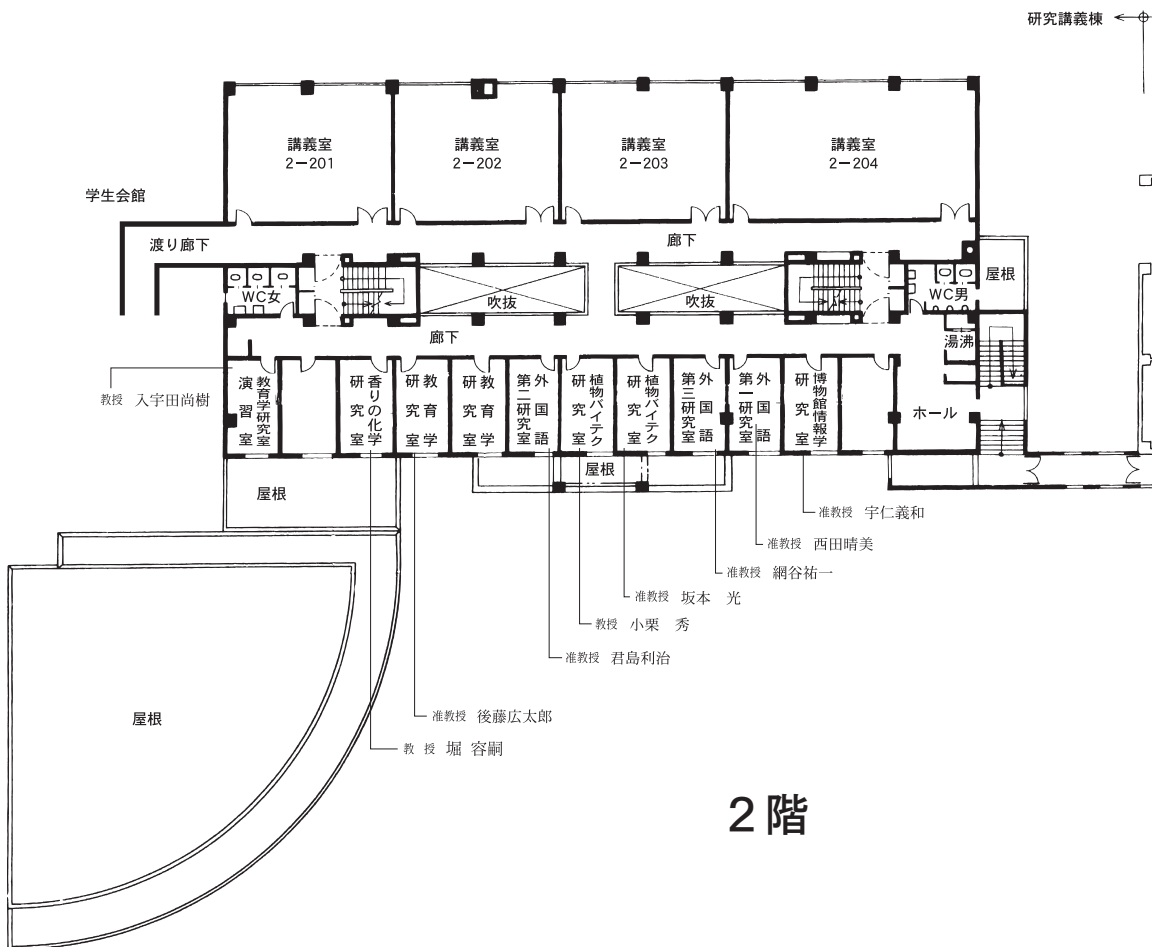 研究講義棟
講義室
2－201
講義室
2－202
講義室
2－203
講義室
2－204
学生会館
渡り廊下
廊下
屋根
WC女
吹抜
吹抜
WC男
廊下
湯沸
教育学研究室
演習室
香りの化学
研究室
教育学
研究室
教育学
研究室
外国語
第二研究室
植物バイテク
研究室
植物バイテク
研究室
外国語
第三研究室
外国語
第一研究室
博物館情報学
研究室
ホール
教授 入宇田尚樹
屋根
屋根
准教授 宇仁義和
准教授 西田晴美
准教授 網谷祐一
准教授 坂本　光
教授 小栗　秀
准教授 君島利治
屋根
准教授 後藤広太郎
教 授 堀 容嗣
2階